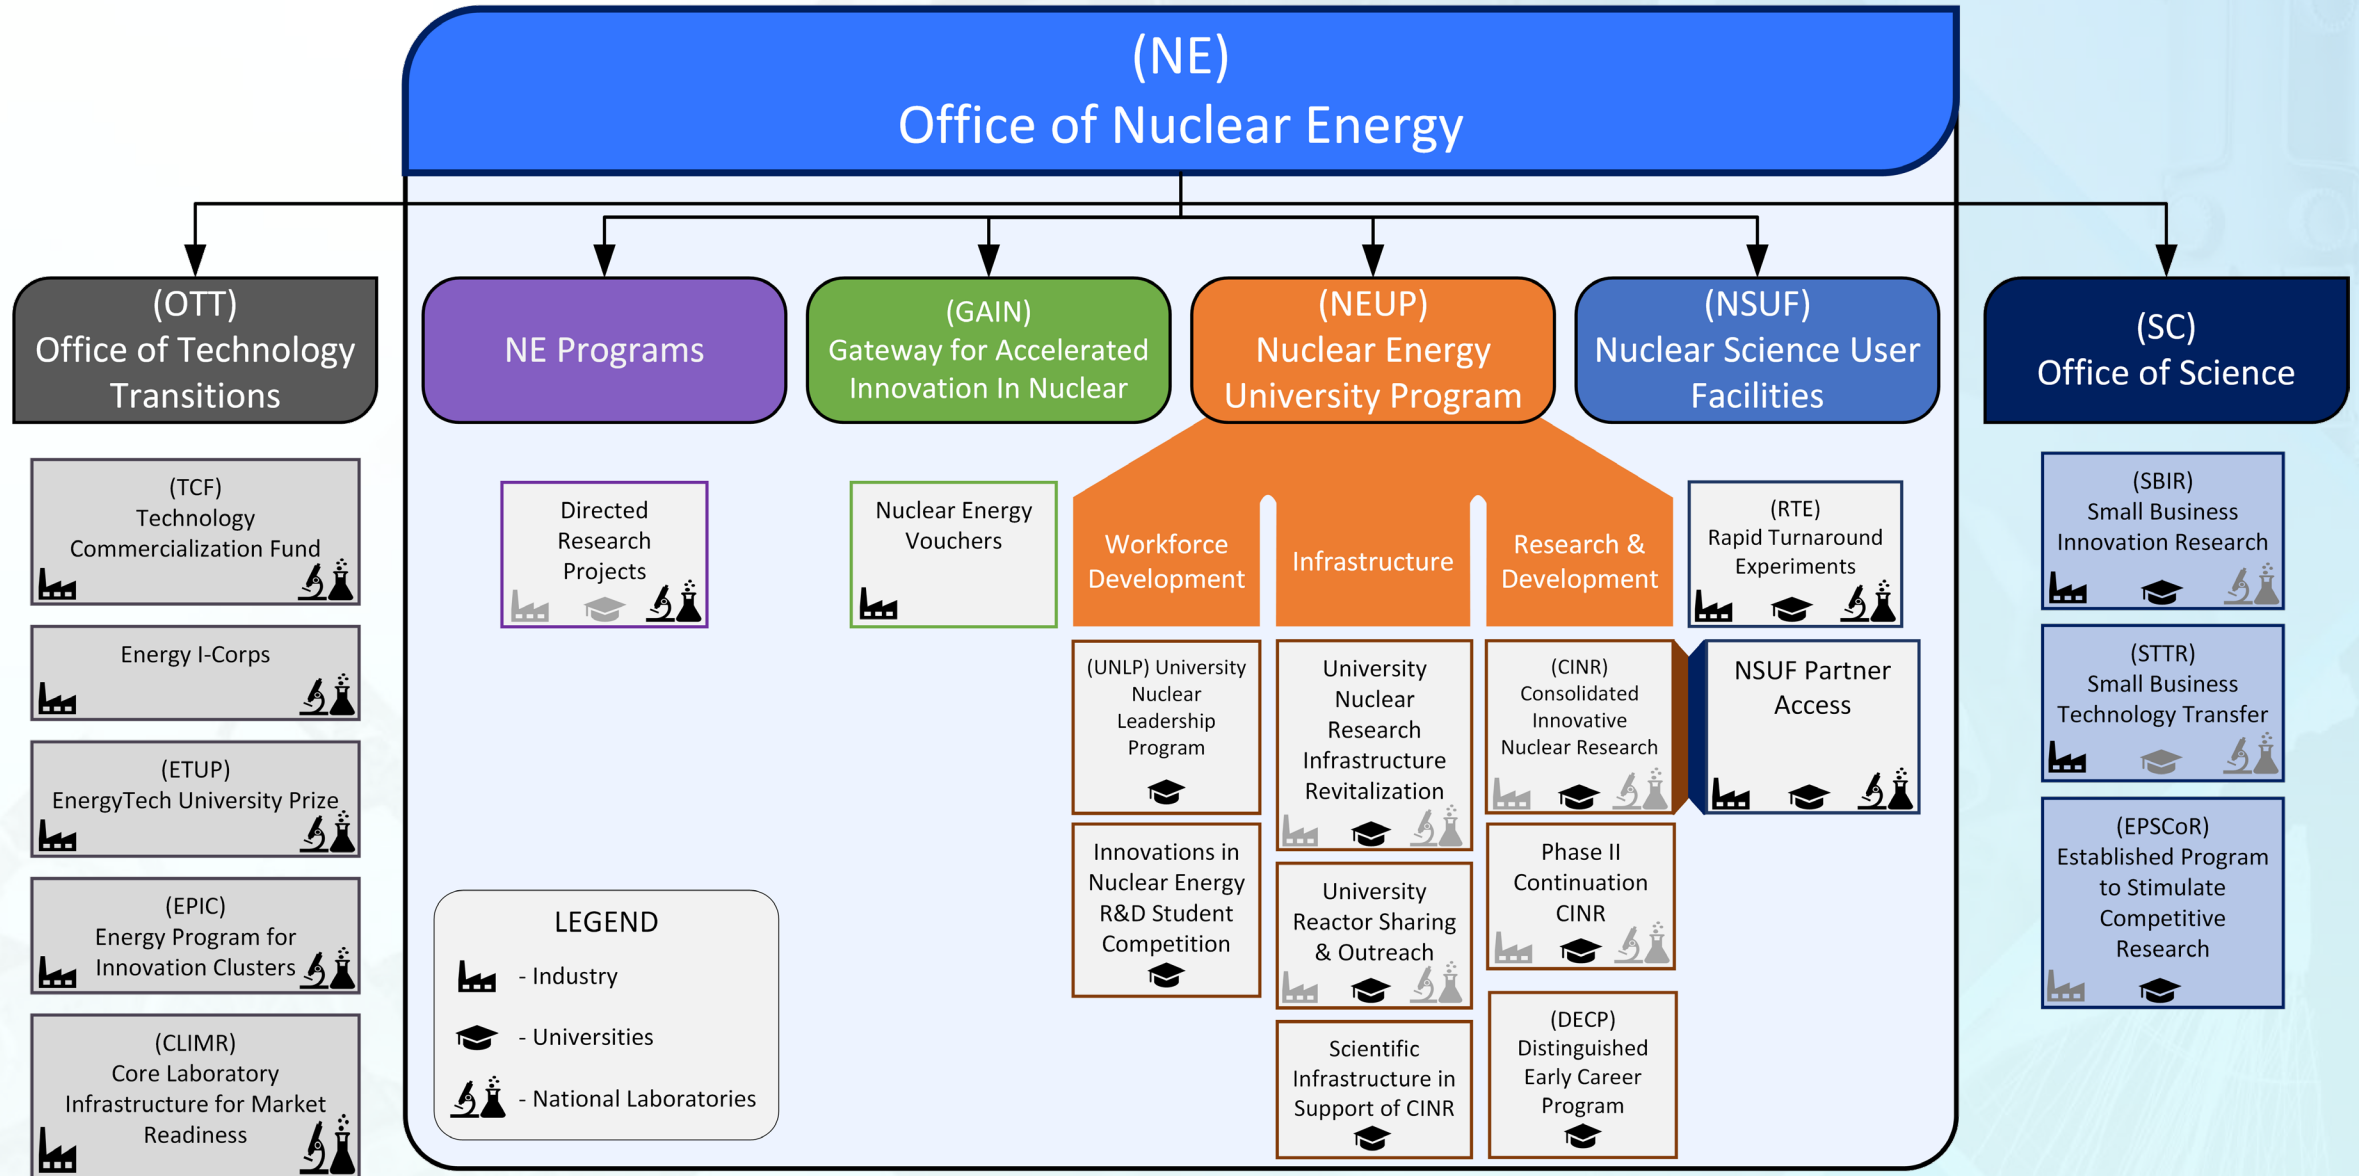 (NE)
Office of Nuclear Energy
(OTT)
Office of Technology
Transitions
NE Programs
(GAIN)
Gateway for Accelerated
Innovation In Nuclear
(NEUP)
Nuclear Energy
University Program
(NSUF)
Nuclear Science User
Facilities
(SC)
Office of Science
(TCF)
Technology
Commercialization Fund
Energy I-Corps
(ETUP)
EnergyTech University Prize
(EPIC)
Energy Program for
Innovation Clusters
(CLIMR)
Core Laboratory
Infrastructure for Market
Readiness
Directed
Research
Projects
Nuclear Energy
Vouchers
Workforce
Development
(UNLP) University
Nuclear
Leadership
Program
Innovations in
Nuclear Energy
R&D Student
Competition
Infrastructure
University
Nuclear
Research
Infrastructure
Revitalization
University
Reactor Sharing
& Outreach
Scientific
Infrastructure in
Support of CINR
Research &
Development
(CINR)
Consolidated
Innovative
Nuclear Research
Phase II
Continuation
CINR
(DECP)
Distinguished
Early Career
Program
(RTE)
Rapid Turnaround
Experiments
NSUF Partner
Access
(SBIR)
Small Business
Innovation Research
(STTR)
Small Business
Technology Transfer
(EPSCoR)
Established Program
to Stimulate
Competitive
Research
LEGEND
- Industry
- Universities
- National Laboratories